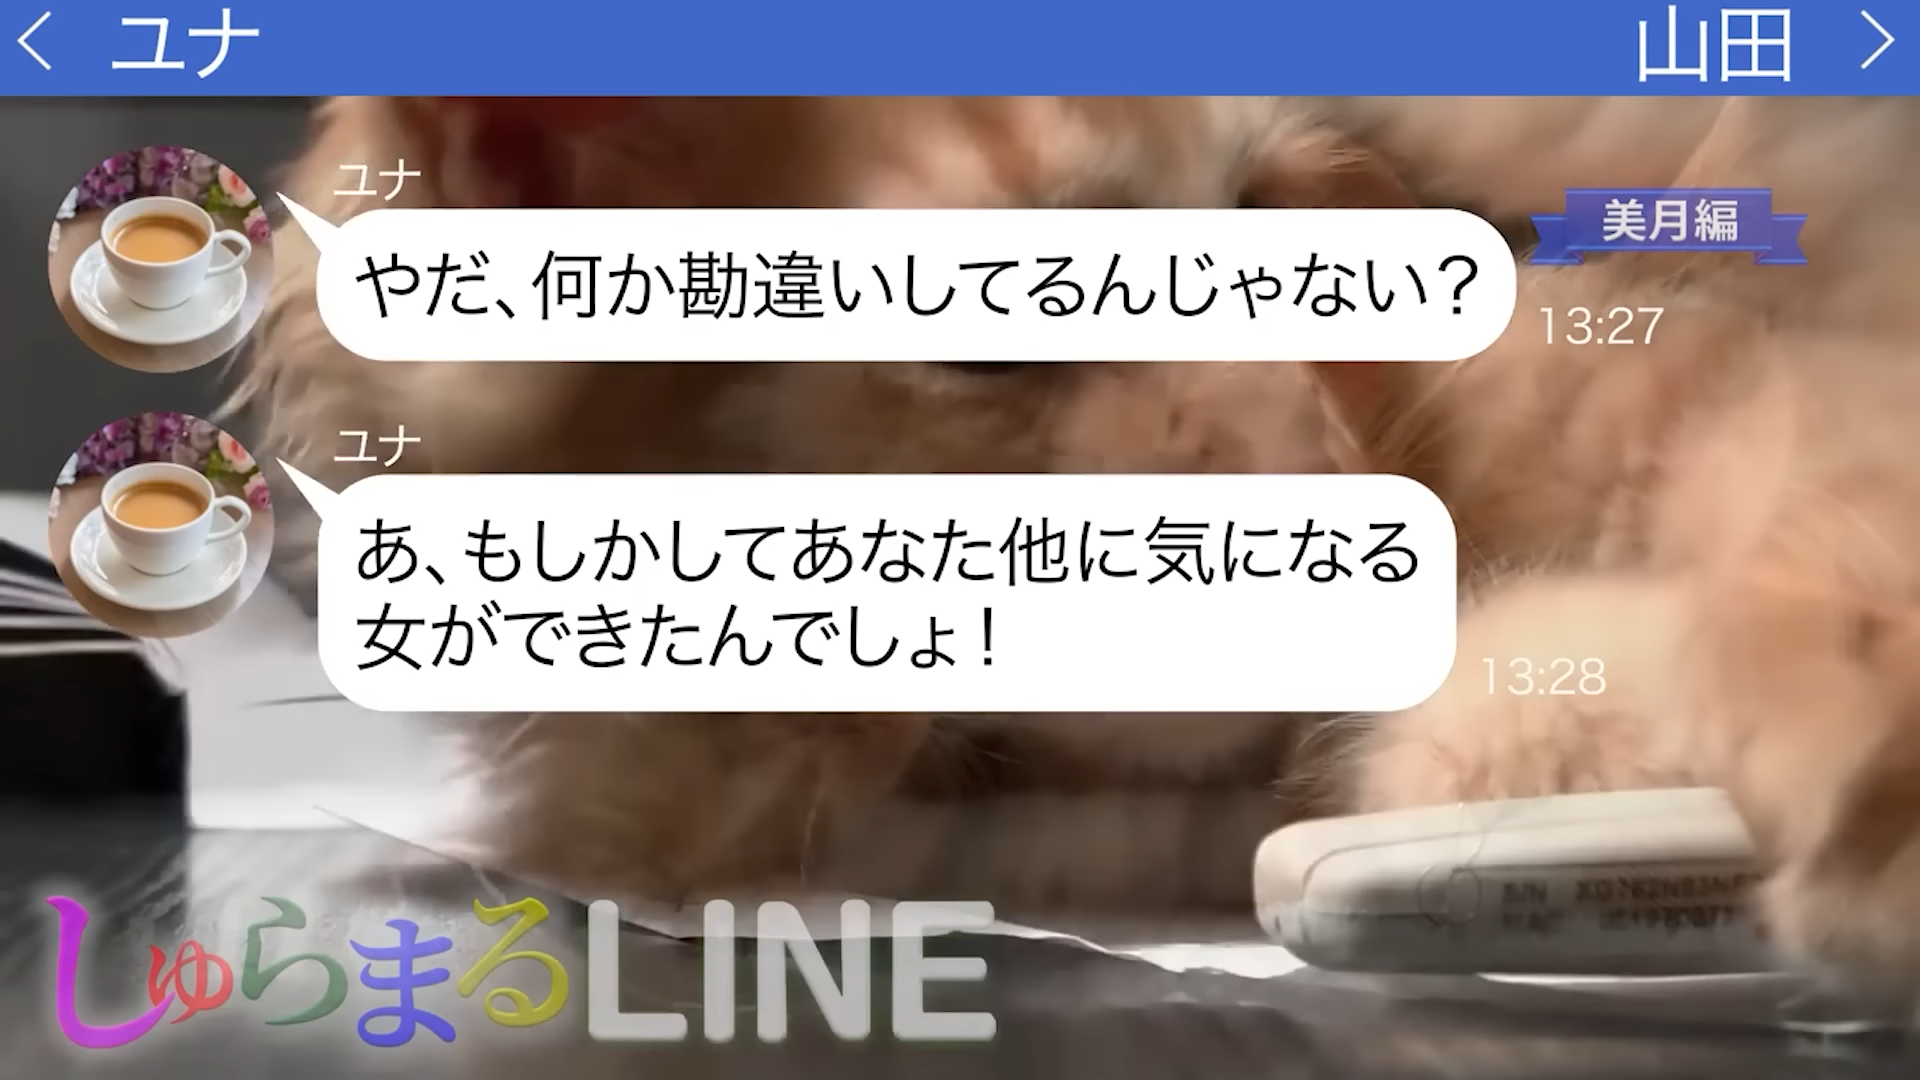 ユナ
山田
ユナ
やだ、何か勘違いしてるんじゃない？
美月編
13:27
ユナ
あ、もしかしてあなた他に気になる
女ができたんでしょ！
13:28
しゅらまるLINE